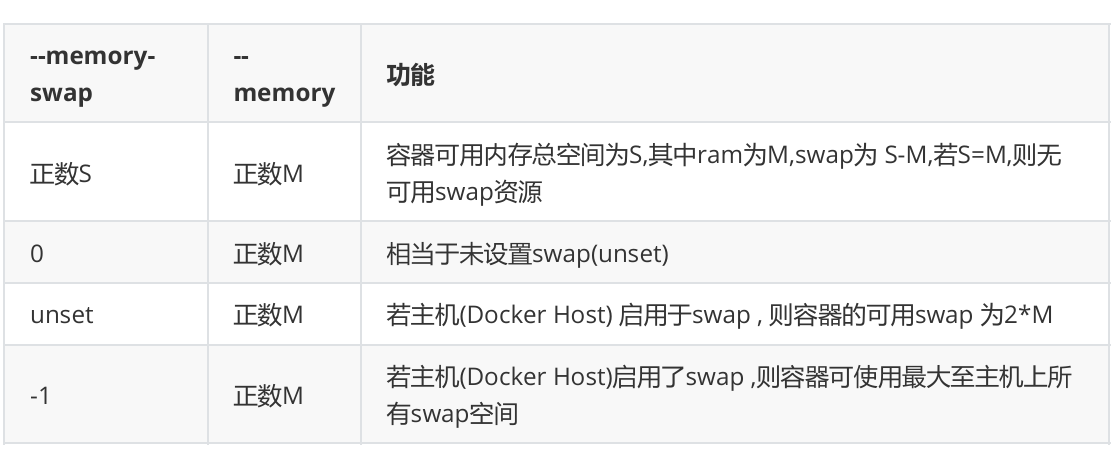 --memory-
swap
--
memory
功能
正数S
正数M
容器可用内存总空间为S,其中ram为M,swap为 S-M,若S=M,则无
可用swap资源
0
正数M
相当于未设置swap(unset)
unset
正数M
若主机(Docker Host) 启用于swap , 则容器的可用swap 为2*M
-1
正数M
若主机(Docker Host)启用了swap ,则容器可使用最大至主机上所
有swap空间